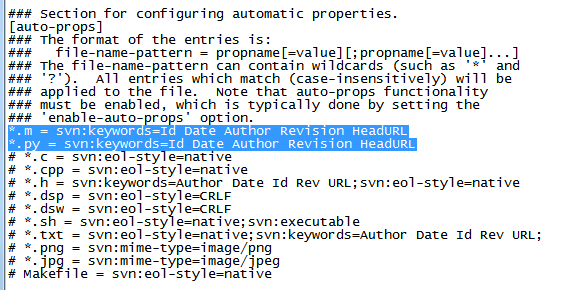 ### Section for configuring automatic properties.
[auto-props]
### The format of the entries is:
###   file-name-pattern = propname[=value][;propname[=value]...]
### The file-name-pattern can contain wildcards (such as '*' and
### '?').  All entries which match (case-insensitively) will be
### applied to the file.  Note that auto-props functionality
### must be enabled, which is typically done by setting the
### 'enable-auto-props' option.
*.m = svn:keywords=Id Date Author Revision HeadURL
*.py = svn:keywords=Id Date Author Revision HeadURL
# *.c = svn:eol-style=native
# *.cpp = svn:eol-style=native
# *.h = svn:keywords=Author Date Id Rev URL;svn:eol-style=native
# *.dsp = svn:eol-style=CRLF
# *.dsw = svn:eol-style=CRLF
# *.sh = svn:eol-style=native;svn:executable
# *.txt = svn:eol-style=native;svn:keywords=Author Date Id Rev URL;
# *.png = svn:mime-type=image/png
# *.jpg = svn:mime-type=image/jpeg
# Makefile = svn:eol-style=native